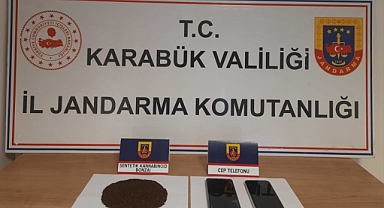 T.C.
KARABÜK VALİLİĞİ
İL JANDARMA KOMUTANLIĞI
JANDARMA
SENTETİK KANNABİNOİD
BONZAİ
CEP TELEFONU